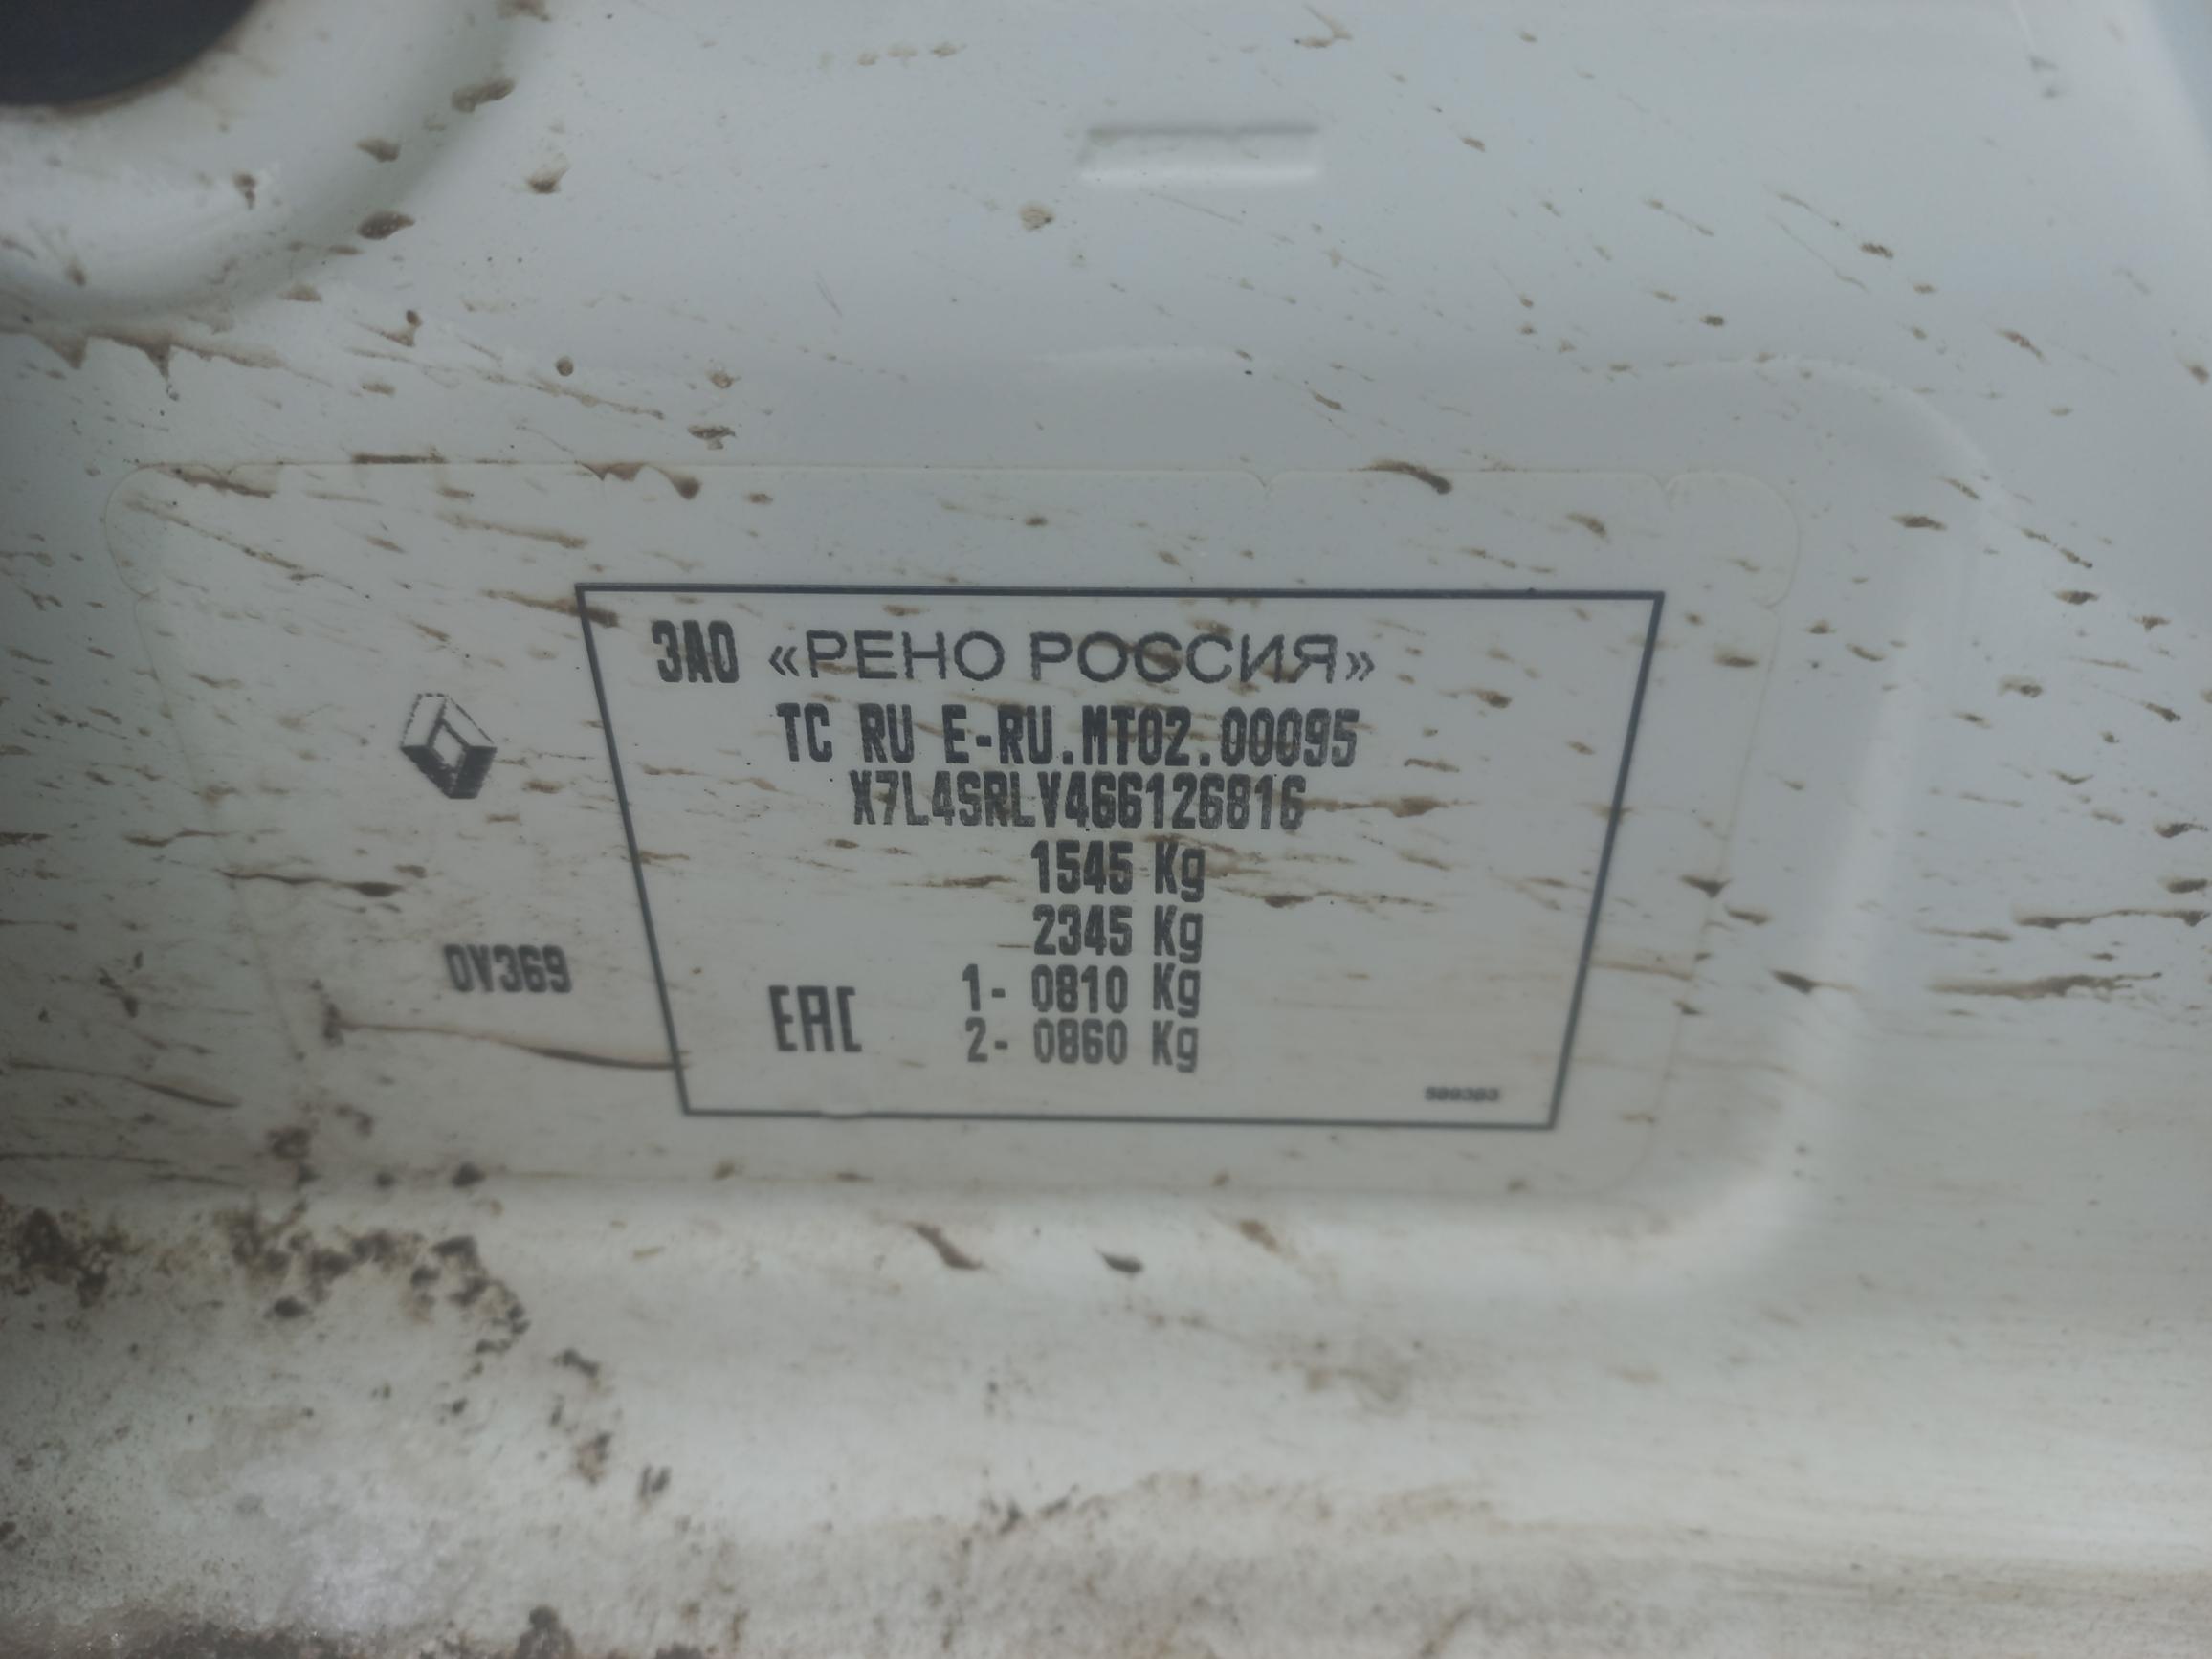 ЗАО «РЕНО РОССИЯ»
ТС RU E-RU.MT02.00095
X7L4SRLV466126816
1545 Kg
2345 Kg
1- 0810 Kg
2- 0860 Kg
EAC
0V369